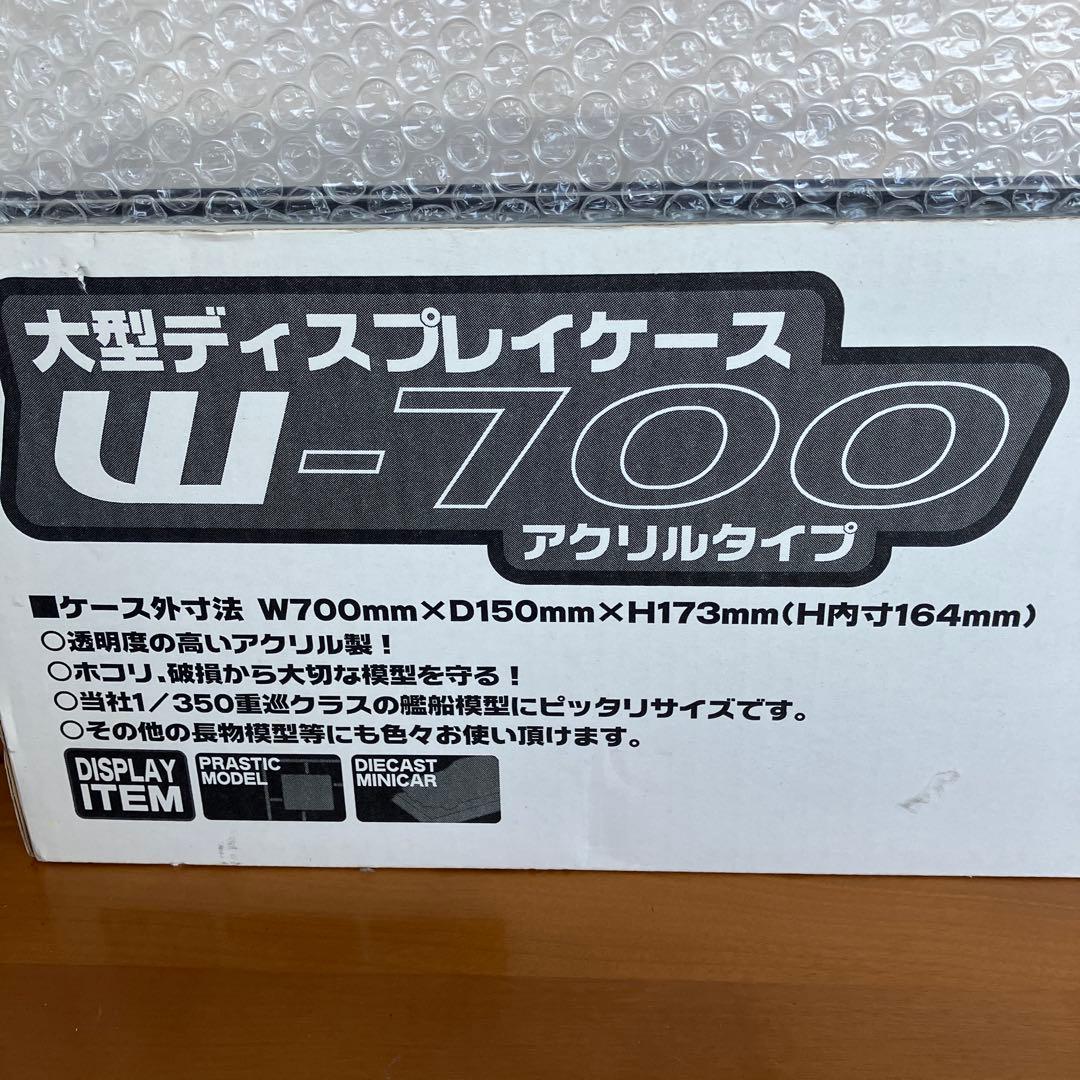 大型ディスプレイケース
W-700
アクリルタイプ
■ケース外寸法 W700mm×D150mm×H173mm(H内寸164mm)
○透明度の高いアクリル製!
○ホコリ、破損から大切な模型を守る!
○当社1/350重巡クラスの艦船模型にピッタリサイズです。
○その他の長物模型等にも色々お使い頂けます。
DISPLAY ITEM
PRASTIC MODEL
DIECAST MINICAR